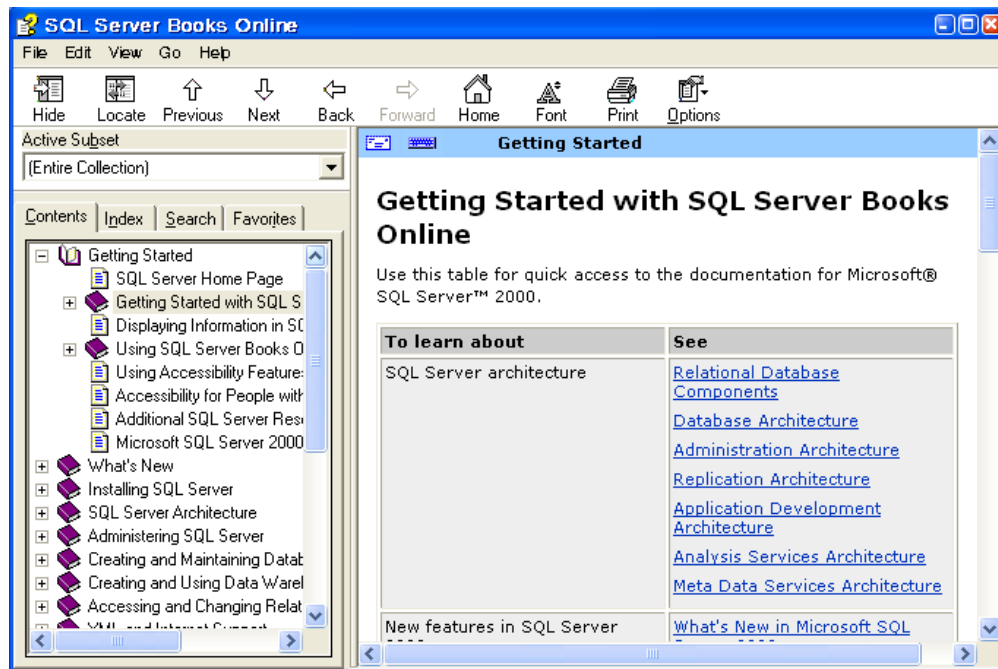 SQL Server Books Online
File Edit View Go Help
Hide Locate Previous Next Back Forward Home Font Print Options
Active Subset
(Entire Collection)
Contents Index Search Favorites
Getting Started
SQL Server Home Page
Getting Started with SQL S
Displaying Information in SQ
Using SQL Server Books O
Using Accessibility Features
Accessibility for People with
Additional SQL Server Reso
Microsoft SQL Server 2000
What's New
Installing SQL Server
SQL Server Architecture
Administering SQL Server
Creating and Maintaining Datab
Creating and Using Data Wareh
Accessing and Changing Relat
XML and Internet Support
Getting Started
Getting Started with SQL Server Books
Online
Use this table for quick access to the documentation for Microsoft®
SQL Server™ 2000.
To learn about See
SQL Server architecture
Relational Database
Components
Database Architecture
Administration Architecture
Replication Architecture
Application Development
Architecture
Analysis Services Architecture
Meta Data Services Architecture
New features in SQL Server
What's New in Microsoft SQL